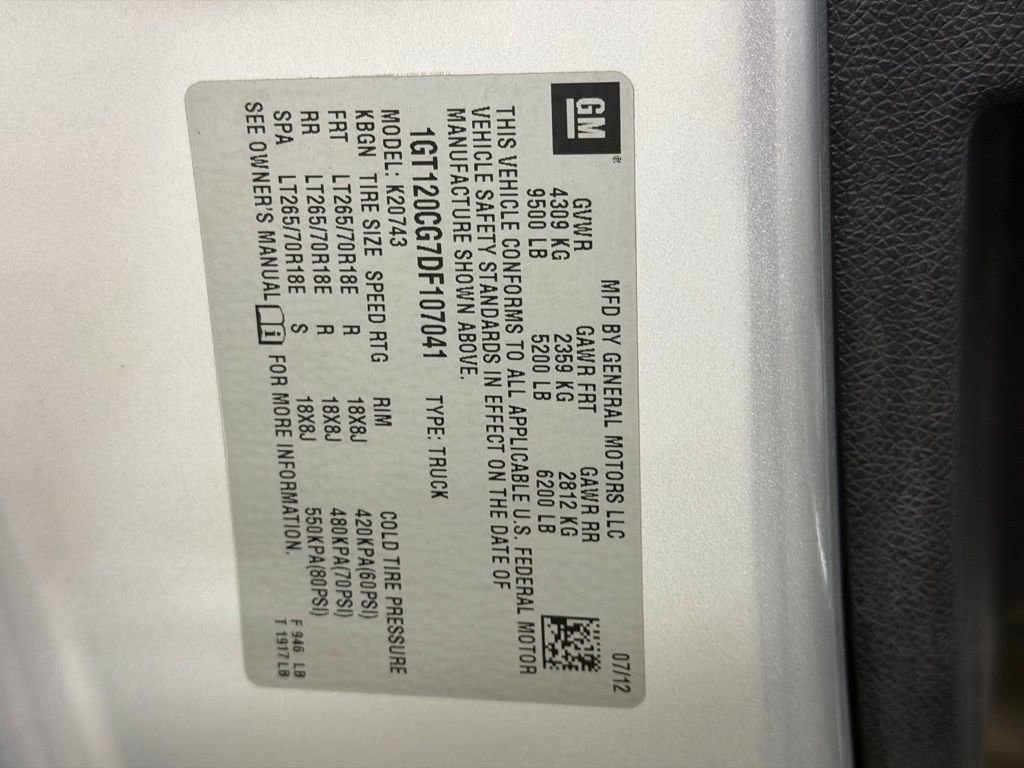 GM
MFD BY GENERAL MOTORS LLC 07/12
GVWR GAWR FRT GAWR RR
4309 KG 2359 KG 2812 KG
9500 LB 5200 LB 6200 LB
THIS VEHICLE CONFORMS TO ALL APPLICABLE U.S. FEDERAL MOTOR
VEHICLE SAFETY STANDARDS IN EFFECT ON THE DATE OF
MANUFACTURE SHOWN ABOVE.
1GT120CG7DF107041 TYPE: TRUCK
MODEL: K20743
KBGN TIRE SIZE SPEED RTG RIM COLD TIRE PRESSURE
FRT LT265/70R18E R 18X8J 420KPA(60PSI)
RR LT265/70R18E R 18X8J 480KPA(70PSI)
SPA LT265/70R18E S 18X8J 550KPA(80PSI)
SEE OWNER'S MANUAL i FOR MORE INFORMATION.
F 946 LB
T 1917 LB